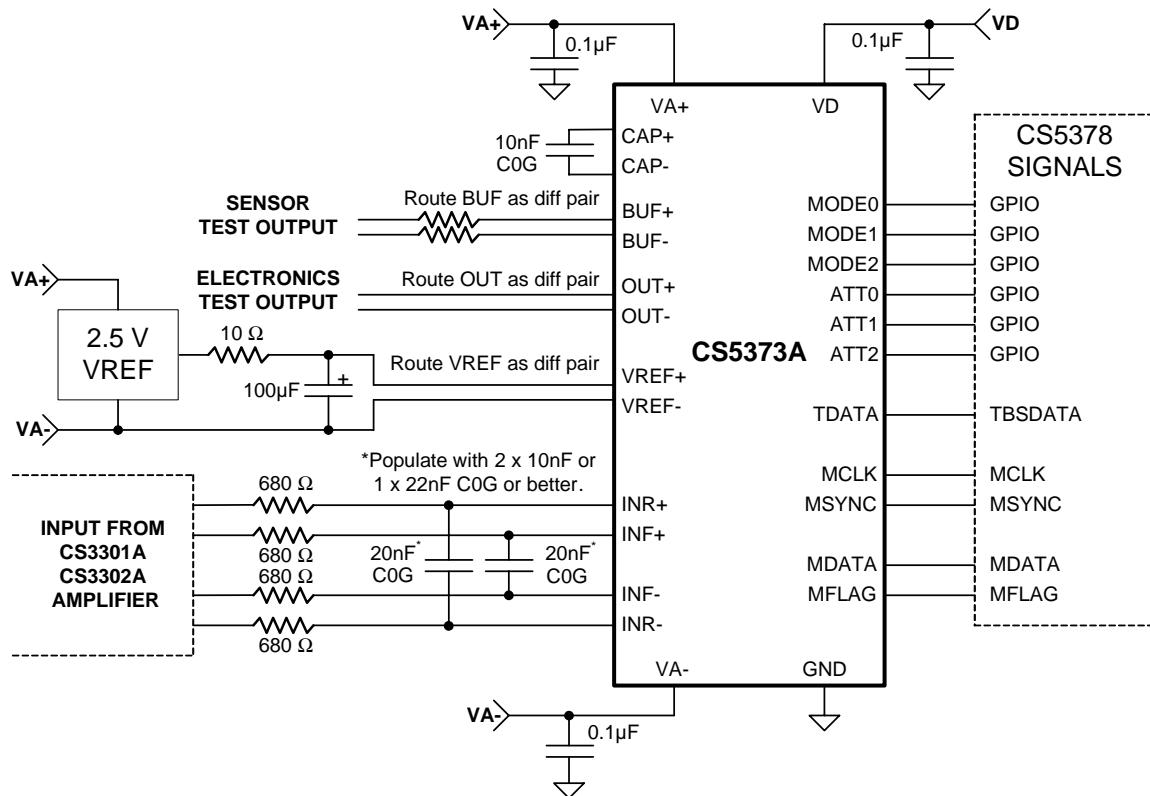 VA+
0.1µF
0.1µF
VD
VA+
VD
CS5378
SIGNALS
10nF
C0G
CAP+
CAP-
SENSOR
TEST OUTPUT
Route BUF as diff pair
BUF+
BUF-
MODE0
GPIO
MODE1
GPIO
MODE2
GPIO
VA+
ELECTRONICS
TEST OUTPUT
Route OUT as diff pair
OUT+
OUT-
ATT0
GPIO
ATT1
GPIO
CS5373A
ATT2
GPIO
2.5 V
VREF
10 Ω
100µF
+
Route VREF as diff pair
VREF+
VREF-
VA-
TDATA
TBSDATA
*Populate with 2 x 10nF or
1 x 22nF C0G or better.
MCLK
MCLK
MSYNC
MSYNC
INPUT FROM
CS3301A
CS3302A
AMPLIFIER
680 Ω
680 Ω
680 Ω
680 Ω
20nF*
C0G
20nF*
C0G
INR+
INF+
INF-
INR-
MDATA
MDATA
MFLAG
MFLAG
VA-
GND
VA-
0.1µF